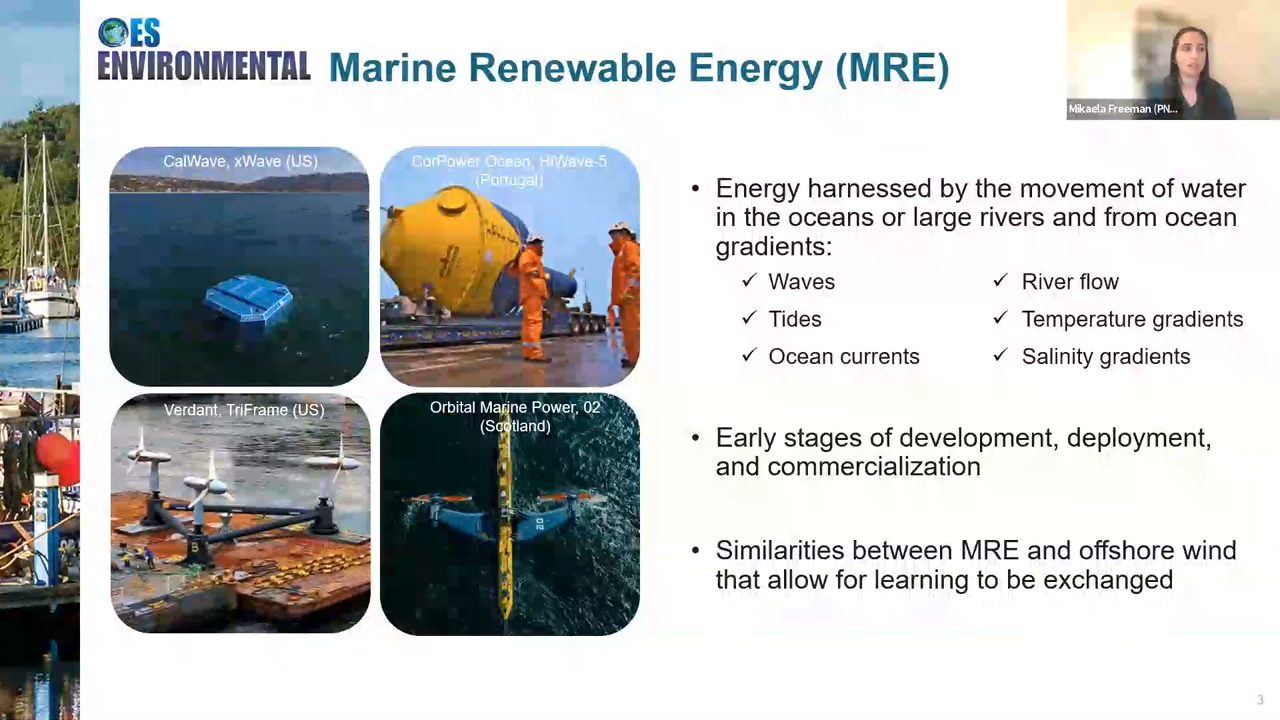 OES
ENVIRONMENTAL
Marine Renewable Energy (MRE)
Mikaela Freeman (PN...
CalWave, xWave (US)
CorPower Ocean, HiWave-5
(Portugal)
Verdant, TriFrame (US)
Orbital Marine Power, 02
(Scotland)
• Energy harnessed by the movement of water
in the oceans or large rivers and from ocean
gradients:
✓ Waves
✓ Tides
✓ Ocean currents
✓ River flow
✓ Temperature gradients
✓ Salinity gradients
• Early stages of development, deployment,
and commercialization
• Similarities between MRE and offshore wind
that allow for learning to be exchanged
3